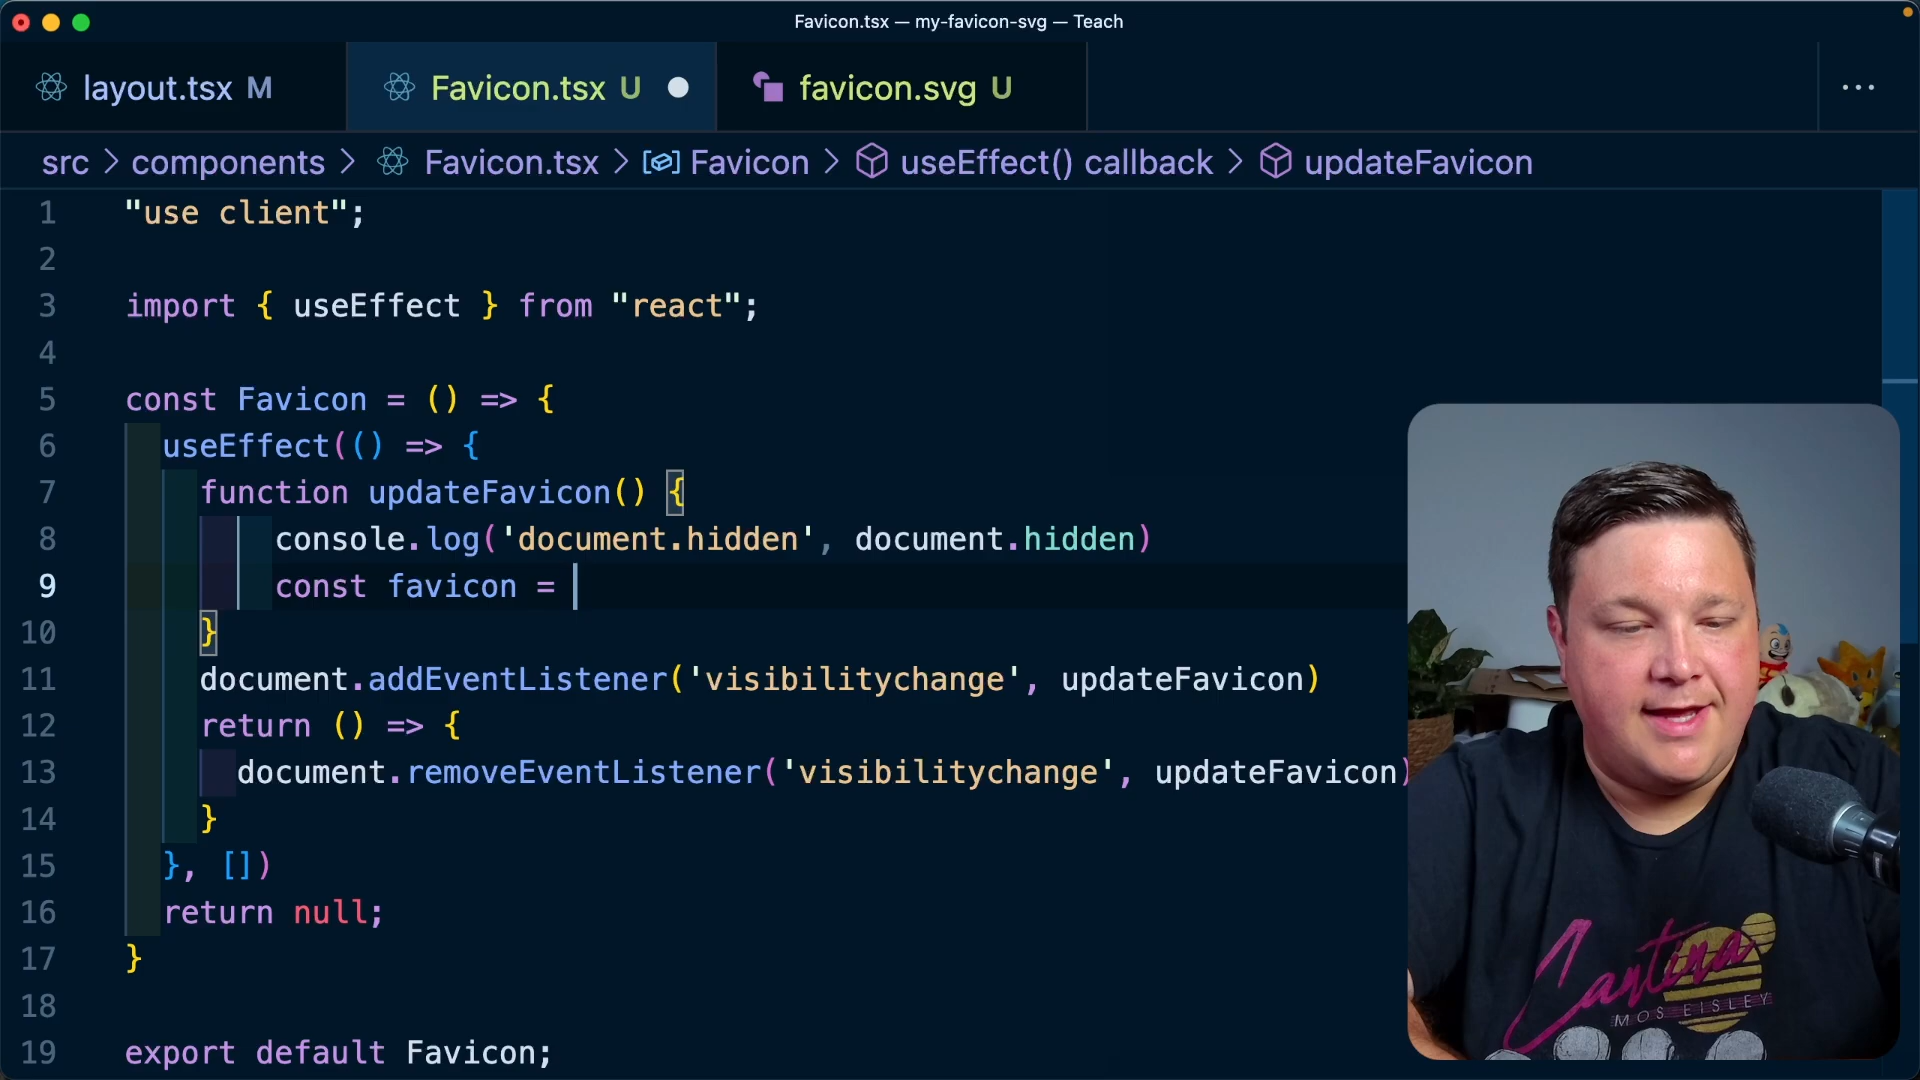 Favicon.tsx — my-favicon-svg — Teach
layout.tsx M
Favicon.tsx U
favicon.svg U
src > components > Favicon.tsx > Favicon > useEffect() callback > updateFavicon
1 "use client";
2
3 import { useEffect } from "react";
4
5 const Favicon = () => {
6 useEffect(() => {
7 function updateFavicon() {
8 console.log('document.hidden', document.hidden)
9 const favicon =
10 }
11 document.addEventListener('visibilitychange', updateFavicon)
12 return () => {
13 document.removeEventListener('visibilitychange', updateFavicon)
14 }
15 }, [])
16 return null;
17 }
18
19 export default Favicon;
Cantina
MOS EISLEY